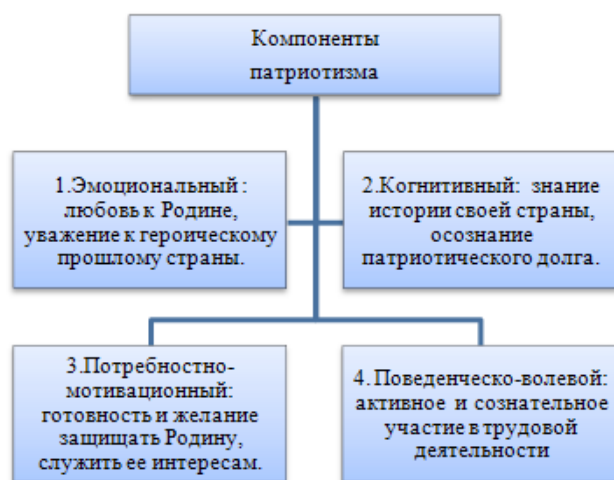 Компоненты
патриотизма
1.Эмоциональный :
любовь к Родине,
уважение к героическому
прошлому страны.
2.Когнитивный: знание
истории своей страны,
осознание
патриотического долга.
3.Потребностно-
мотивационный:
готовность и желание
защищать Родину,
служить ее интересам.
4. Поведенческо-волевой:
активное и сознательное
участие в трудовой
деятельности